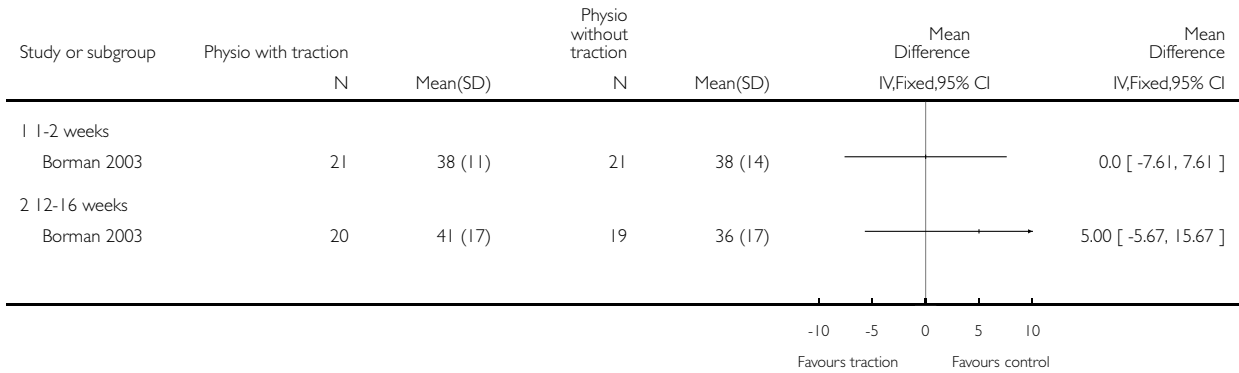 Study or subgroup Physio with traction Physio without traction Mean Difference Mean Difference
N Mean(SD) N Mean(SD) IV,Fixed,95% CI IV,Fixed,95% CI
1 1-2 weeks
Borman 2003 21 38 (11) 21 38 (14) 0.0 [ -7.61, 7.61 ]
2 12-16 weeks
Borman 2003 20 41 (17) 19 36 (17) 5.00 [ -5.67, 15.67 ]
-10 -5 0 5 10
Favours traction Favours control